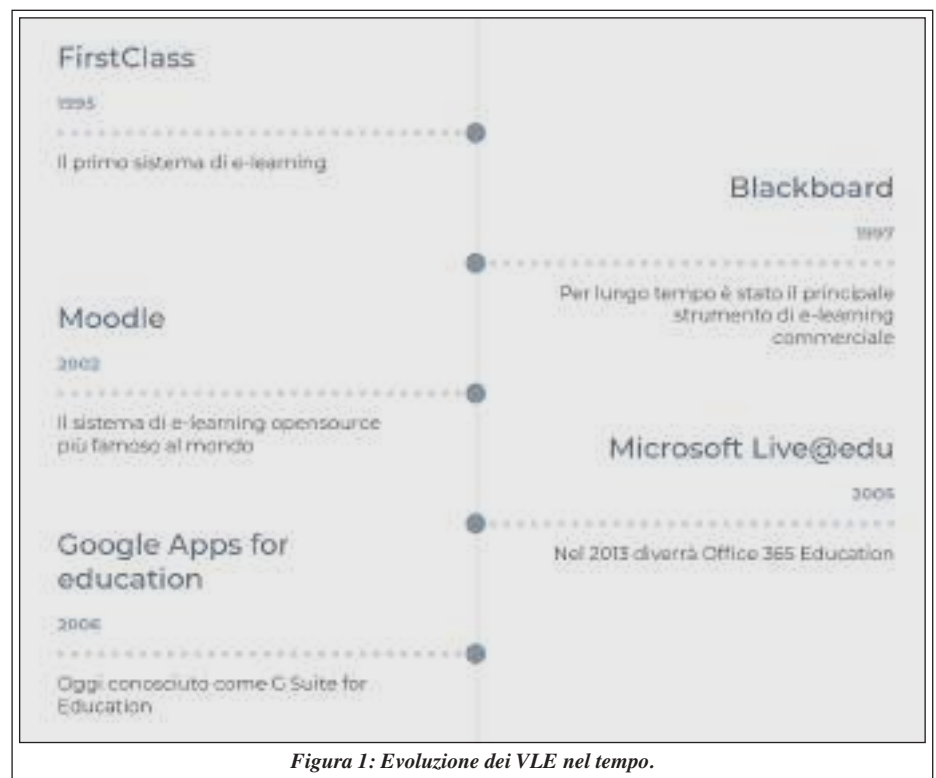 FirstClass
1995
Il primo sistema di e-learning
Blackboard
1997
Per lungo tempo è stato il principale
strumento di e-learning
commerciale
Moodle
2002
Il sistema di e-learning opensource
più famoso al mondo
Microsoft Live@edu
2005
Nel 2013 diverrà Office 365 Education
Google Apps for
education
2006
Oggi conosciuto come G Suite for
Education
Figura 1: Evoluzione dei VLE nel tempo.